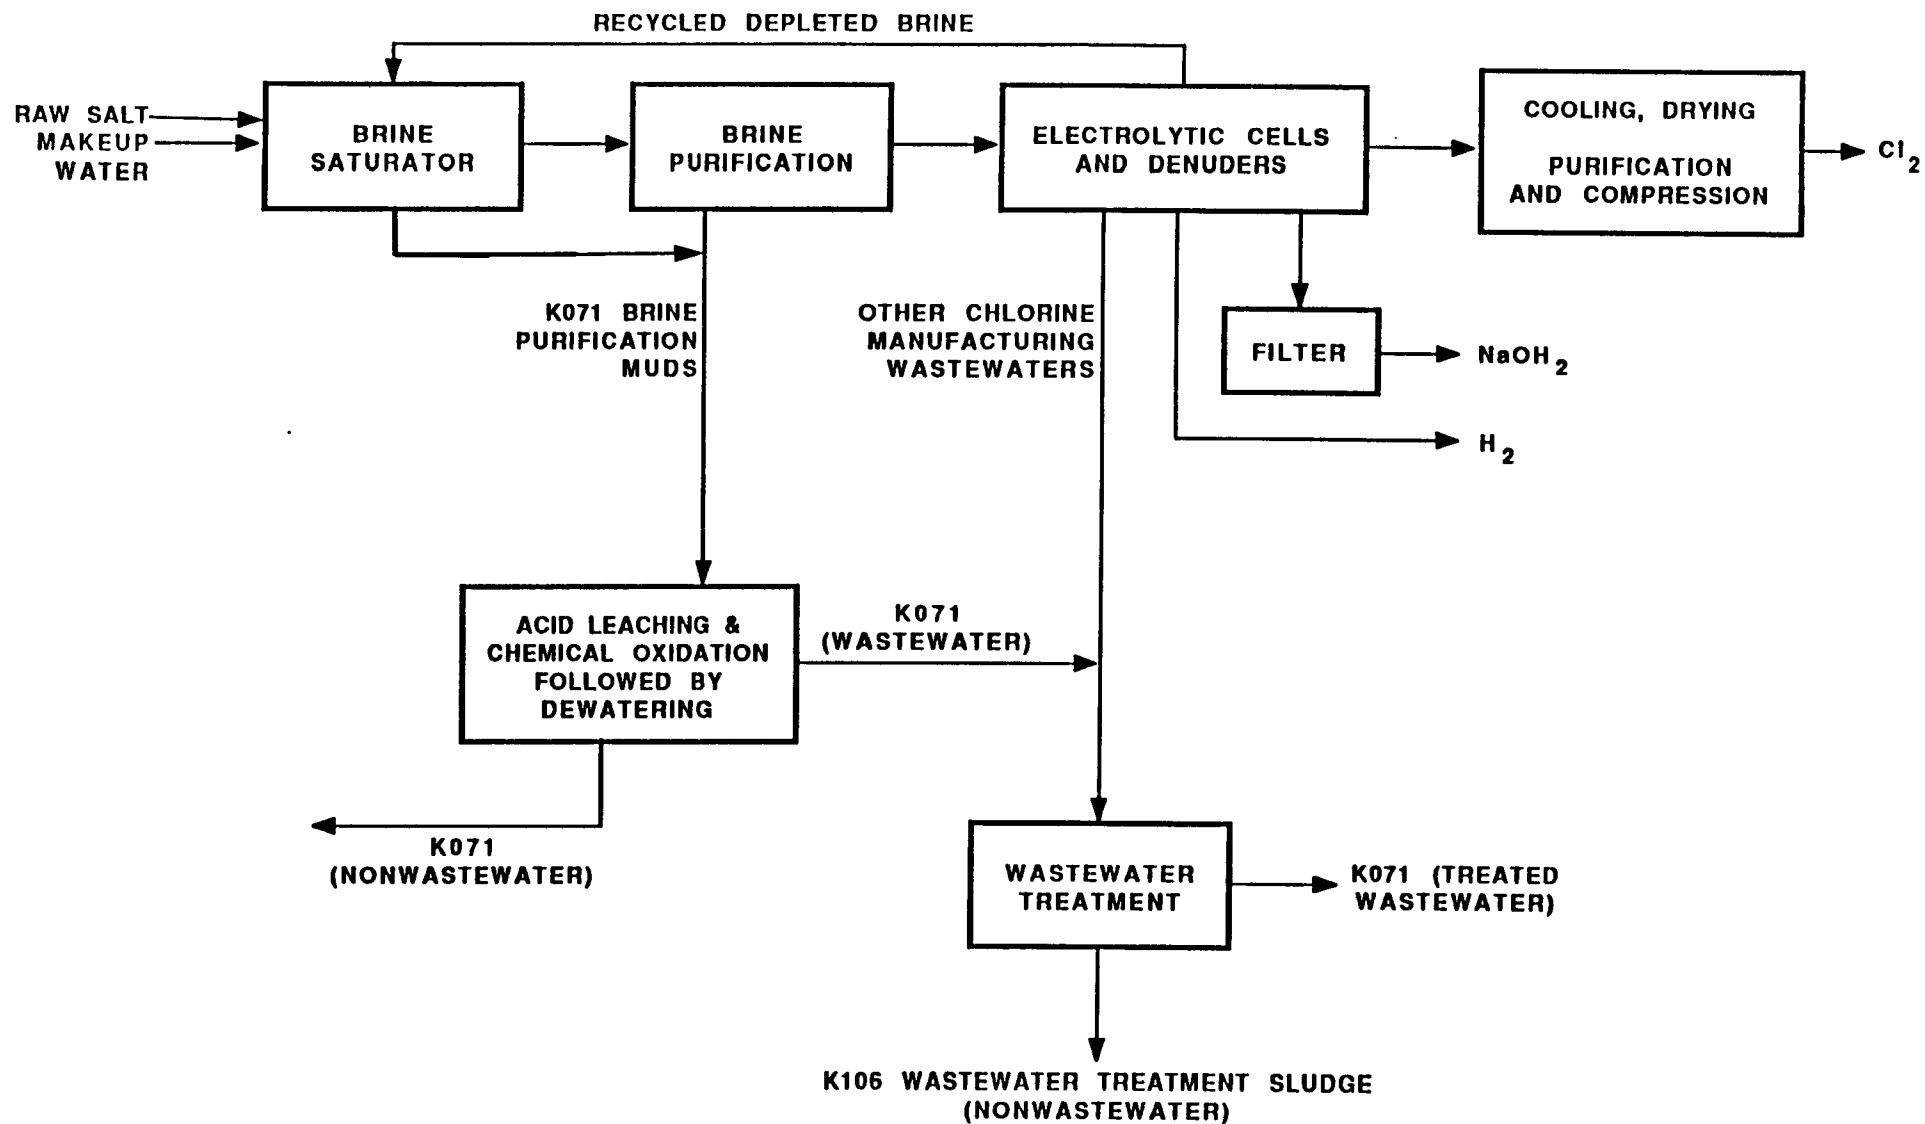 RECYCLED DEPLETED BRINE
RAW SALT
MAKEUP
WATER
BRINE
SATURATOR
BRINE
PURIFICATION
ELECTROLYTIC CELLS
AND DENUDERS
COOLING, DRYING
PURIFICATION
AND COMPRESSION
Cl2
K071 BRINE
PURIFICATION
MUDS
OTHER CHLORINE
MANUFACTURING
WASTEWATERS
FILTER
NaOH2
H2
ACID LEACHING &
CHEMICAL OXIDATION
FOLLOWED BY
DEWATERING
K071
(WASTEWATER)
K071
(NONWASTEWATER)
WASTEWATER
TREATMENT
K071 (TREATED
WASTEWATER)
K106 WASTEWATER TREATMENT SLUDGE
(NONWASTEWATER)